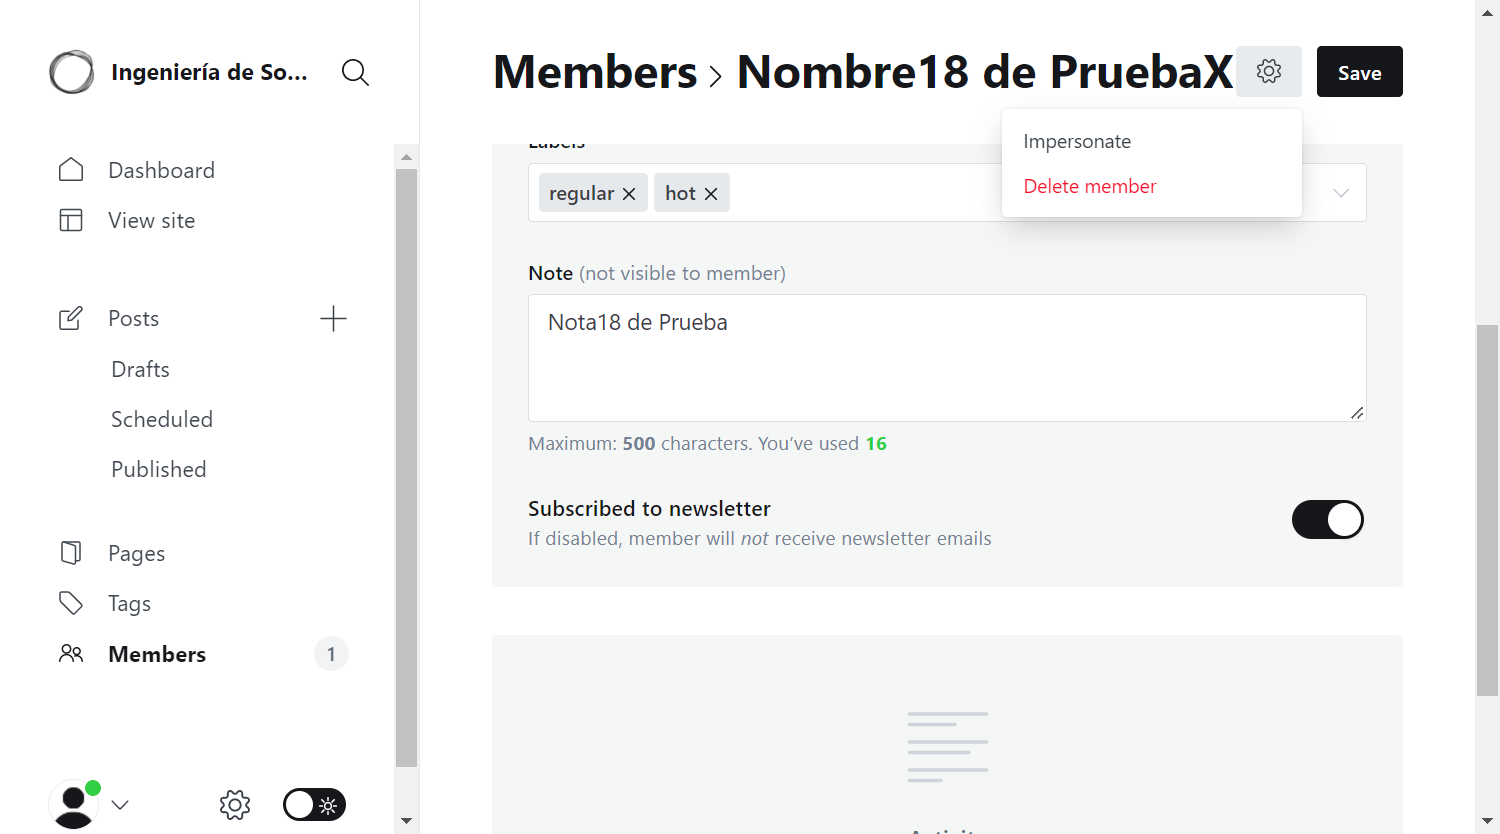 Ingeniería de So...
Dashboard
View site
Posts
Drafts
Scheduled
Published
Pages
Tags
Members
1
Members > Nombre18 de PruebaX
Save
Impersonate
Delete member
Labels
regular
hot
Note (not visible to member)
Nota18 de Prueba
Maximum: 500 characters. You’ve used 16
Subscribed to newsletter
If disabled, member will not receive newsletter emails